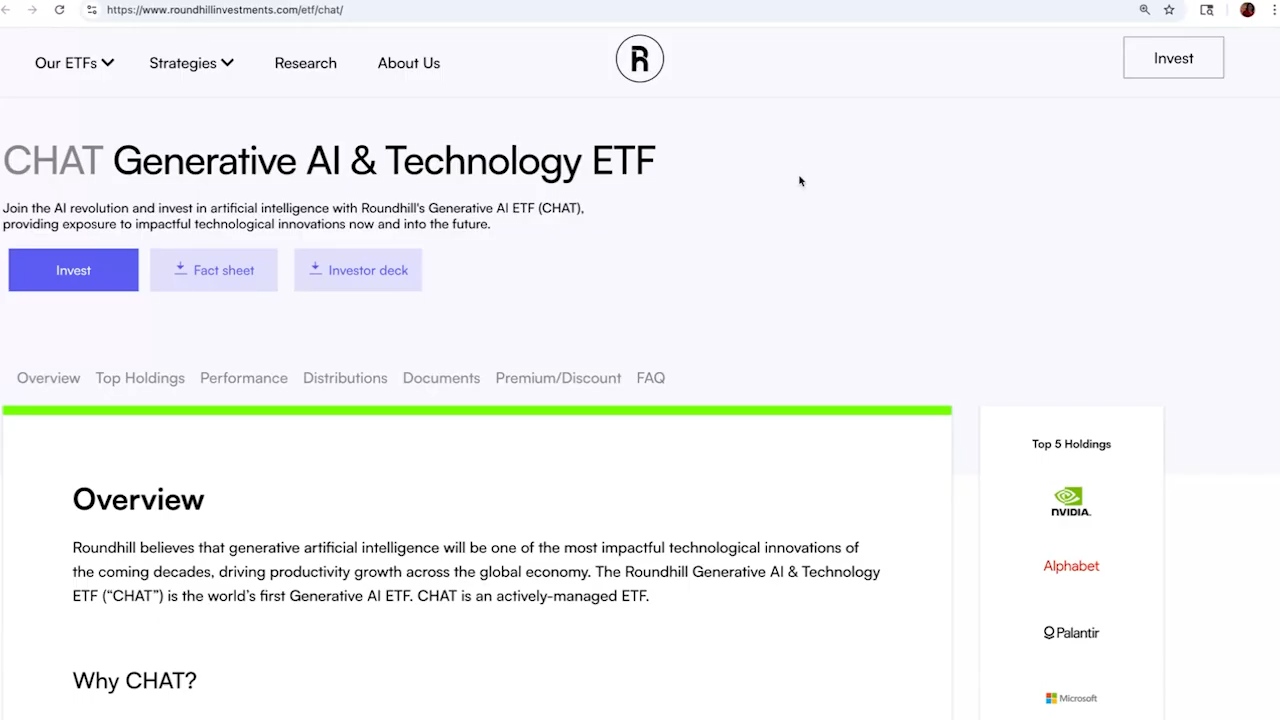 https://www.roundhillinvestments.com/etf/chat/
Our ETFs
Strategies
Research
About Us
Invest
CHAT Generative AI & Technology ETF
Join the AI revolution and invest in artificial intelligence with Roundhill's Generative AI ETF (CHAT),
providing exposure to impactful technological innovations now and into the future.
Invest
Fact sheet
Investor deck
Overview
Top Holdings
Performance
Distributions
Documents
Premium/Discount
FAQ
Overview
Roundhill believes that generative artificial intelligence will be one of the most impactful technological innovations of
the coming decades, driving productivity growth across the global economy. The Roundhill Generative AI & Technology
ETF (“CHAT”) is the world’s first Generative AI ETF. CHAT is an actively-managed ETF.
Why CHAT?
Top 5 Holdings
NVIDIA.
Alphabet
Palantir
Microsoft